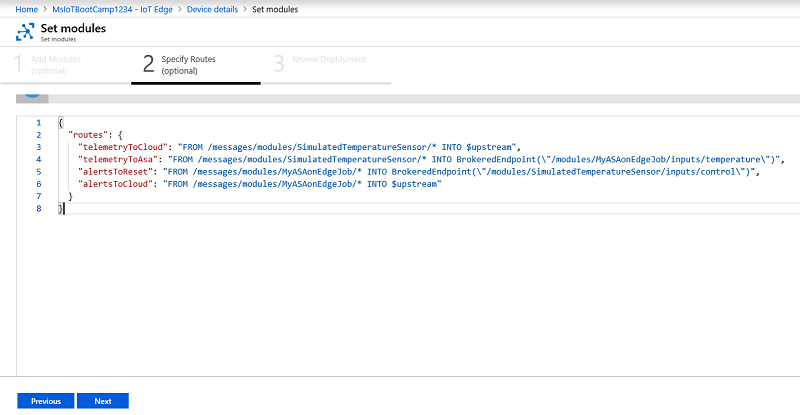 Home > MsIoTBootCamp1234 - IoT Edge > Device details > Set modules
Set modules
Set modules
1 Add Modules (optional)
2 Specify Routes (optional)
3 Review Deployment
1 {
2 "routes": {
3 "telemetryToCloud": "FROM /messages/modules/SimulatedTemperatureSensor/* INTO $upstream",
4 "telemetryToAsa": "FROM /messages/modules/SimulatedTemperatureSensor/* INTO BrokeredEndpoint(\"/modules/MyASAonEdgeJob/inputs/temperature\")",
5 "alertsToReset": "FROM /messages/modules/MyASAonEdgeJob/* INTO BrokeredEndpoint(\"/modules/SimulatedTemperatureSensor/inputs/control\")",
6 "alertsToCloud": "FROM /messages/modules/MyASAonEdgeJob/* INTO $upstream"
7 }
8 }
Previous Next